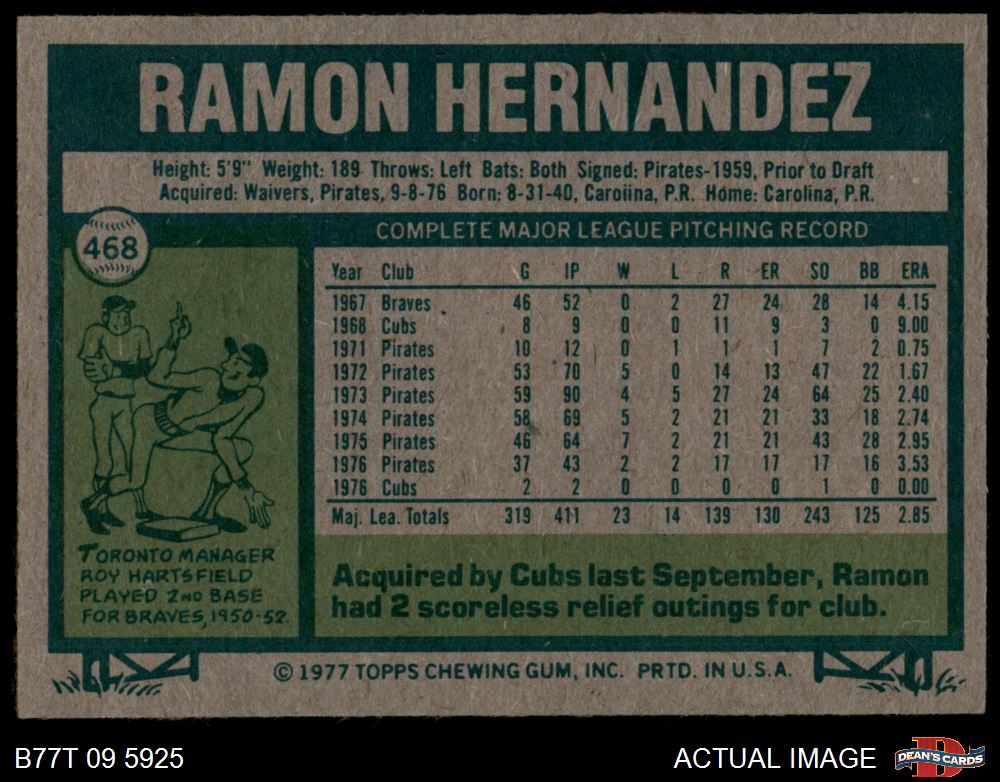 RAMON HERNANDEZ
Height: 5'9" Weight: 189 Throws: Left Bats: Both Signed: Pirates-1959, Prior to Draft
Acquired: Waivers, Pirates, 9-8-76 Born: 8-31-40, Carolina, P.R. Home: Carolina, P.R.
468
COMPLETE MAJOR LEAGUE PITCHING RECORD
Year Club G IP W L R ER SO BB ERA
1967 Braves 46 52 0 2 27 24 28 14 4.15
1968 Cubs 8 9 0 0 11 9 3 0 9.00
1971 Pirates 10 12 0 1 1 1 7 2 0.75
1972 Pirates 53 70 5 0 14 13 47 22 1.67
1973 Pirates 59 90 4 5 27 24 64 25 2.40
1974 Pirates 58 69 5 2 21 21 33 18 2.74
1975 Pirates 46 64 7 2 21 21 43 28 2.95
1976 Pirates 37 43 2 2 17 17 17 16 3.53
1976 Cubs 2 2 0 0 0 0 1 0 0.00
Maj. Lea. Totals 319 411 23 14 139 130 243 125 2.85
TORONTO MANAGER
ROY HARTSFIELD
PLAYED 2ND BASE
FOR BRAVES, 1950-52.
Acquired by Cubs last September, Ramon
had 2 scoreless relief outings for club.
© 1977 TOPPS CHEWING GUM, INC. PRTD. IN U.S.A.
B77T 09 5925
ACTUAL IMAGE
D
DEAN'S CARDS